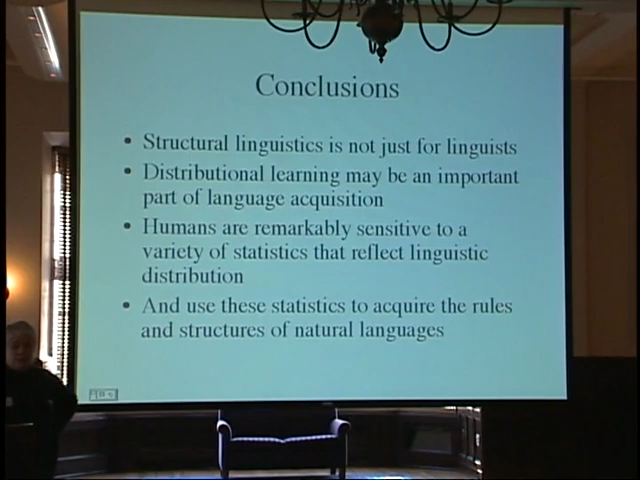 Conclusions
• Structural linguistics is not just for linguists
• Distributional learning may be an important
part of language acquisition
• Humans are remarkably sensitive to a
variety of statistics that reflect linguistic
distribution
• And use these statistics to acquire the rules
and structures of natural languages